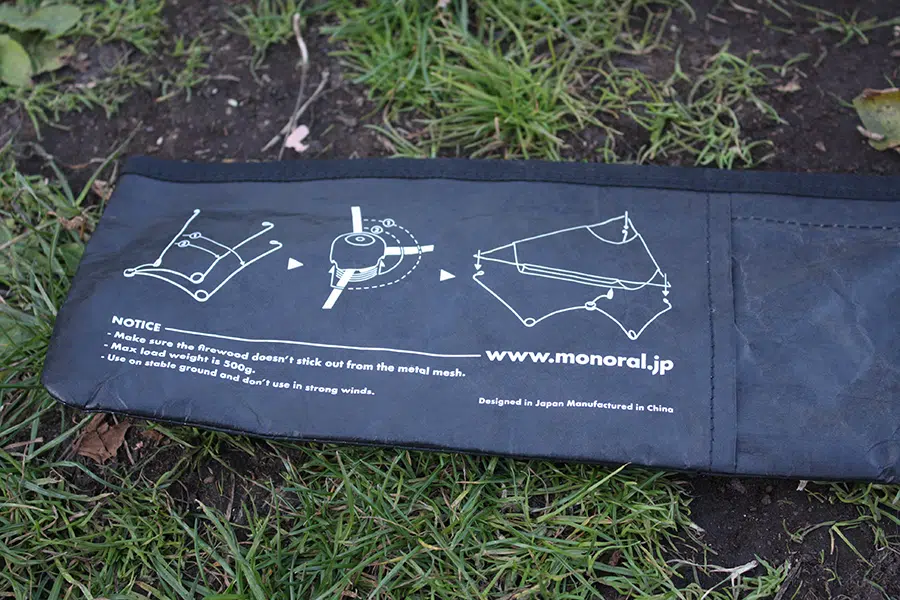 NOTICE
- Make sure the firewood doesn't stick out from the metal mesh.
- Max load weight is 500g.
- Use on stable ground and don't use in strong winds.
www.monoral.jp
Designed in Japan Manufactured in China